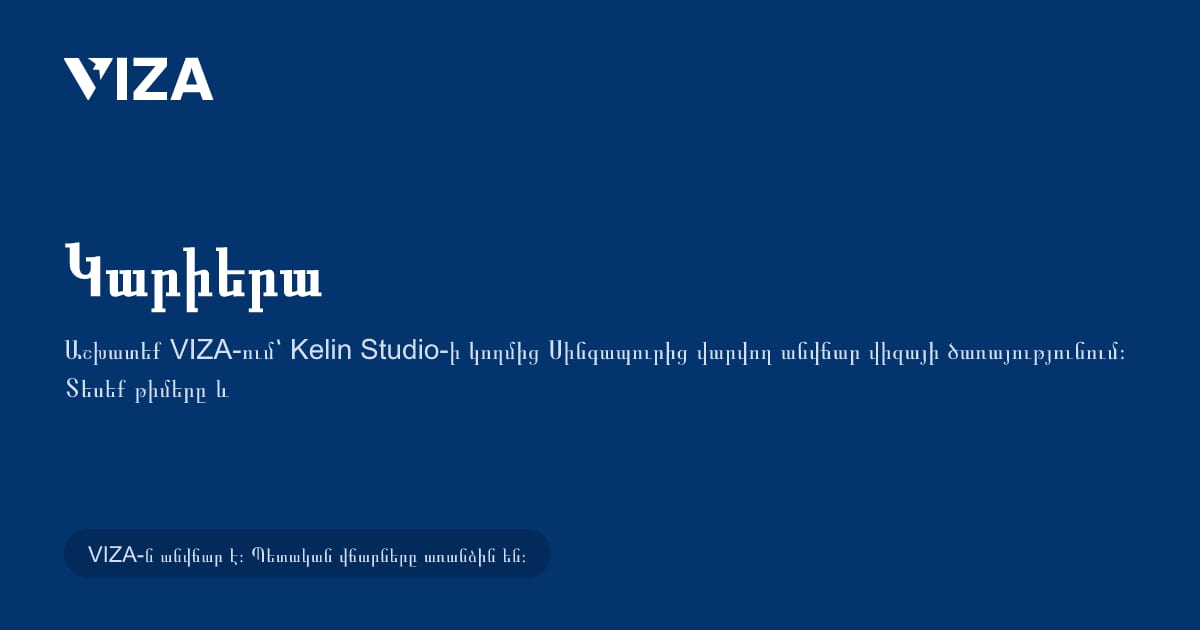 VIZA
Կարիերա
Աշխատեք VIZA-ում՝ Kelin Studio-ի կողմից Սինգապուրից վարվող անվճար վիզայի ծառայությունում։
Տեսեք թիմերը և
VIZA-ն անվճար է։ Պետական վճարները առանձին են։